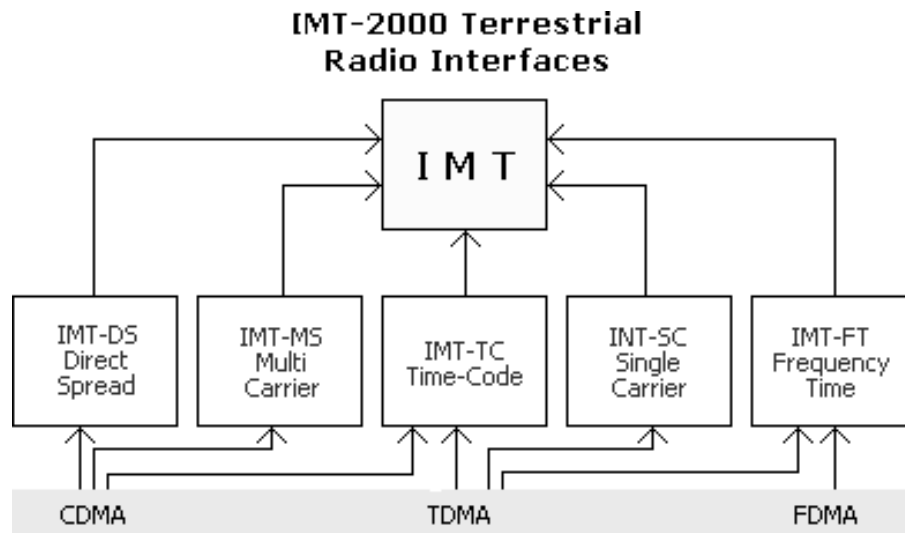 IMT-2000 Terrestrial
Radio Interfaces
I M T
IMT-DS
Direct
Spread
IMT-MS
Multi
Carrier
IMT-TC
Time-Code
INT-SC
Single
Carrier
IMT-FT
Frequency
Time
CDMA
TDMA
FDMA